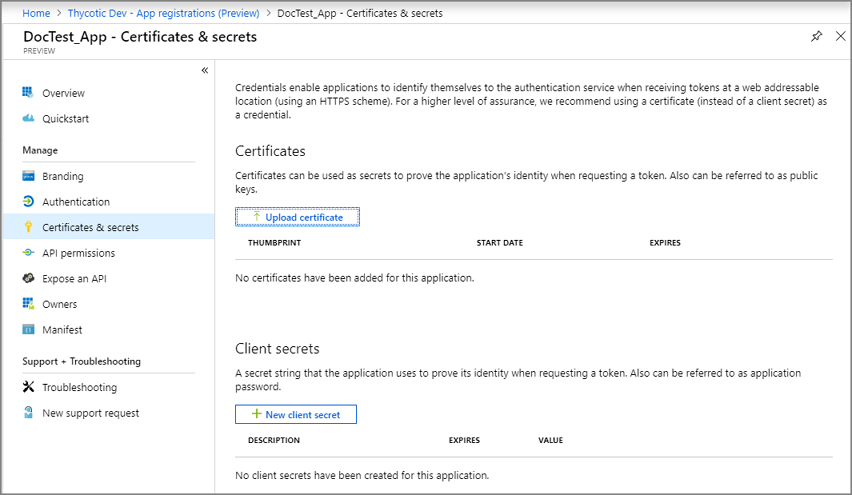 Home > Thycotic Dev - App registrations (Preview) > DocTest_App - Certificates & secrets
DocTest_App - Certificates & secrets
PREVIEW
«
Overview
Quickstart
Manage
Branding
Authentication
Certificates & secrets
API permissions
Expose an API
Owners
Manifest
Support + Troubleshooting
Troubleshooting
New support request
Credentials enable applications to identify themselves to the authentication service when receiving tokens at a web addressable
location (using an HTTPS scheme). For a higher level of assurance, we recommend using a certificate (instead of a client secret) as
a credential.
Certificates
Certificates can be used as secrets to prove the application's identity when requesting a token. Also can be referred to as public
keys.
Upload certificate
THUMBPRINT START DATE EXPIRES
No certificates have been added for this application.
Client secrets
A secret string that the application uses to prove its identity when requesting a token. Also can be referred to as application
password.
New client secret
DESCRIPTION EXPIRES VALUE
No client secrets have been created for this application.